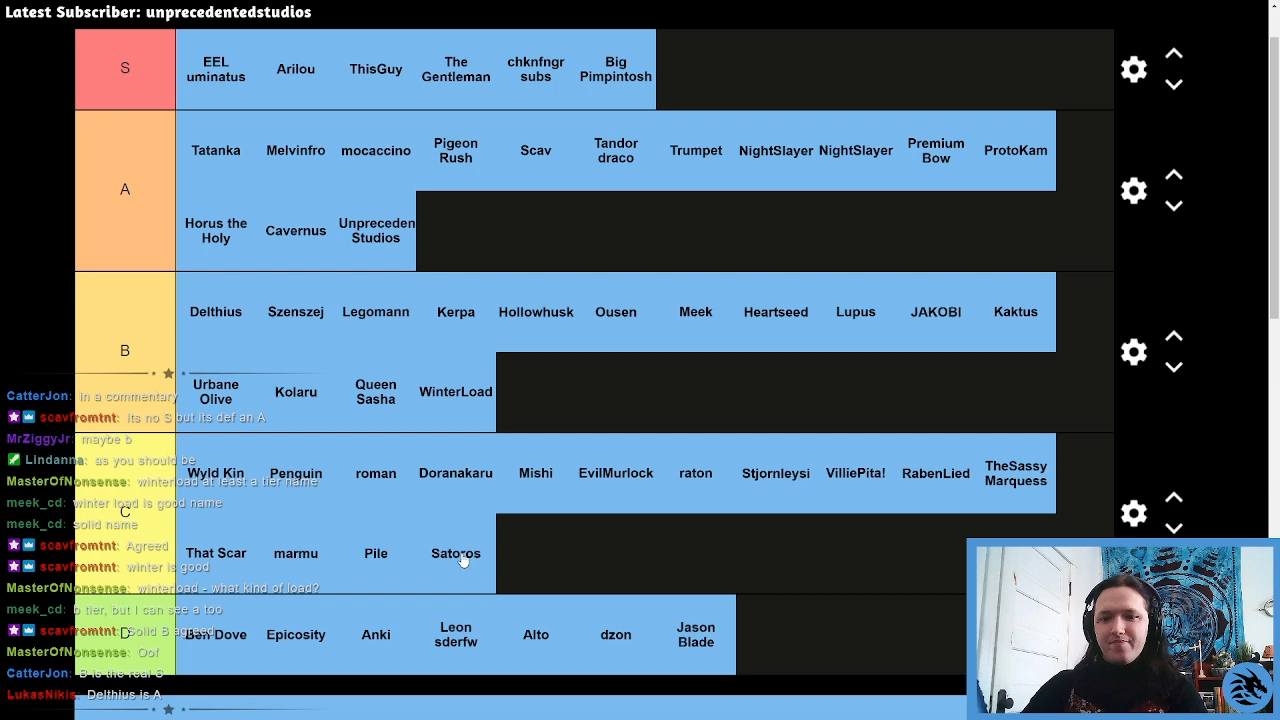 Latest Subscriber: unprecedentedstudios
S
EEL
uminatus
Arilou
ThisGuy
The
Gentleman
chknfngr
subs
Big
Pimpintosh
A
Tatanka
Melvinfro
mocaccino
Pigeon
Rush
Scav
Tandor
draco
Trumpet
NightSlayer
NightSlayer
Premium
Bow
ProtoKam
Horus the
Holy
Cavernus
Unpreceden
Studios
B
Delthius
Szenszej
Legomann
Kerpa
Hollowhusk
Ousen
Meek
Heartseed
Lupus
JAKOBI
Kaktus
Urbane
Olive
Kolaru
Queen
Sasha
WinterLoad
C
Wyld Kin
Penguin
roman
Doranakaru
Mishi
EvilMurlock
raton
Stjornleysi
VilliePita!
RabenLied
TheSassy
Marquess
That Scar
marmu
Pile
Satoros
D
Ben Dove
Epicosity
Anki
Leon
sderfw
Alto
dzon
Jason
Blade
CatterJon: in a commentary
scavfromtnt: Its no S but its def an A
MrZiggyJr: maybe b
Lindanna: as you should be
MasterOfNonsense: winterload at least a tier name
meek_cd: winter load is good name
meek_cd: solid name
scavfromtnt: Agreed
scavfromtnt: winter is good
MasterOfNonsense: winterload - what kind of load?
meek_cd: b tier, but I can see a too
scavfromtnt: Solid B agreed
MasterOfNonsense: Oof
CatterJon: B is the real S
LukasNikis: Delthius is A